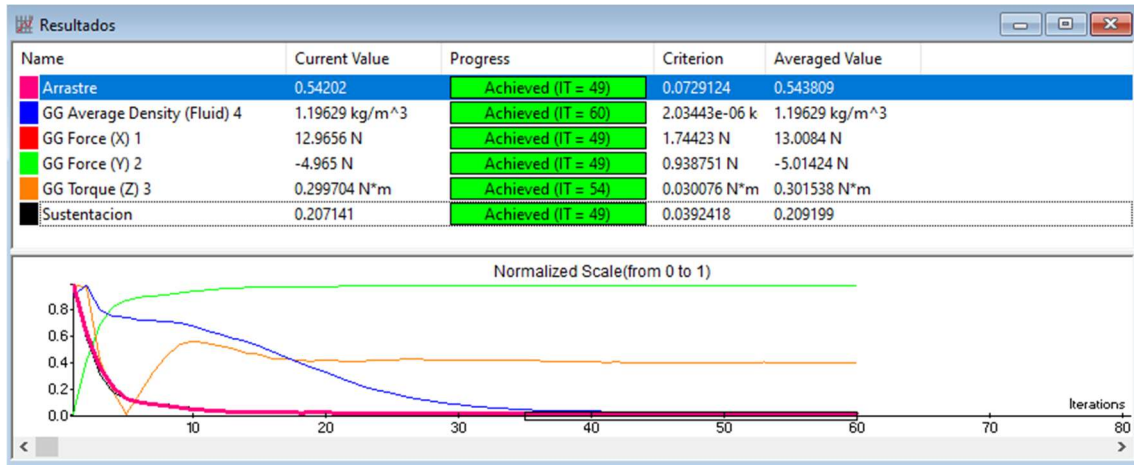 Resultados
Name Current Value Progress Criterion Averaged Value
Arrastre 0.54202 Achieved (IT = 49) 0.0729124 0.543809
GG Average Density (Fluid) 4 1.19629 kg/m^3 Achieved (IT = 60) 2.03443e-06 k 1.19629 kg/m^3
GG Force (X) 1 12.9656 N Achieved (IT = 49) 1.74423 N 13.0084 N
GG Force (Y) 2 -4.965 N Achieved (IT = 49) 0.938751 N -5.01424 N
GG Torque (Z) 3 0.299704 N*m Achieved (IT = 54) 0.030076 N*m 0.301538 N*m
Sustentacion 0.207141 Achieved (IT = 49) 0.0392418 0.209199
Normalized Scale(from 0 to 1)
0.8
0.6
0.4
0.2
0.0
Iterations
10 20 30 40 50 60 70 80